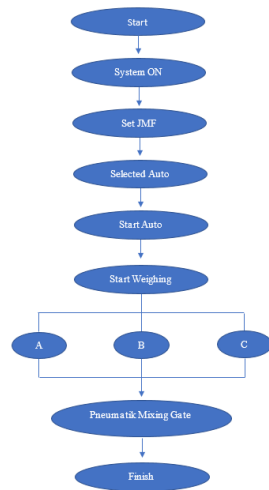 Start
System ON
Set JMF
Selected Auto
Start Auto
Start Weighing
A
B
C
Pneumatik Mixing Gate
Finish